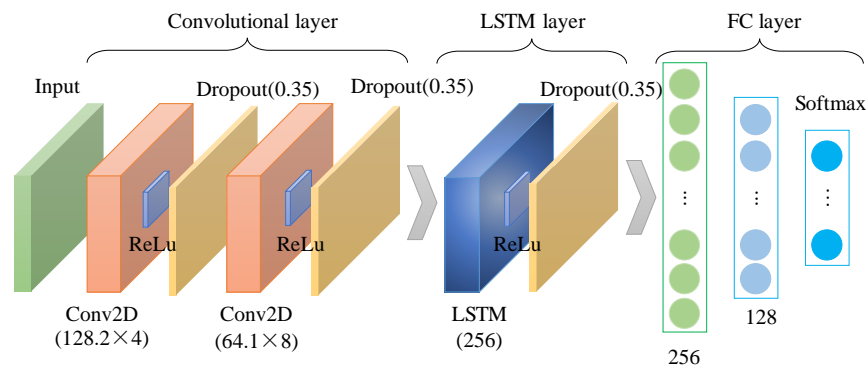 Convolutional layer
LSTM layer
FC layer
Input
Dropout(0.35)
Dropout(0.35)
Dropout(0.35)
Softmax
ReLu
ReLu
ReLu
...
...
...
Conv2D
(128.2×4)
Conv2D
(64.1×8)
LSTM
(256)
256
128